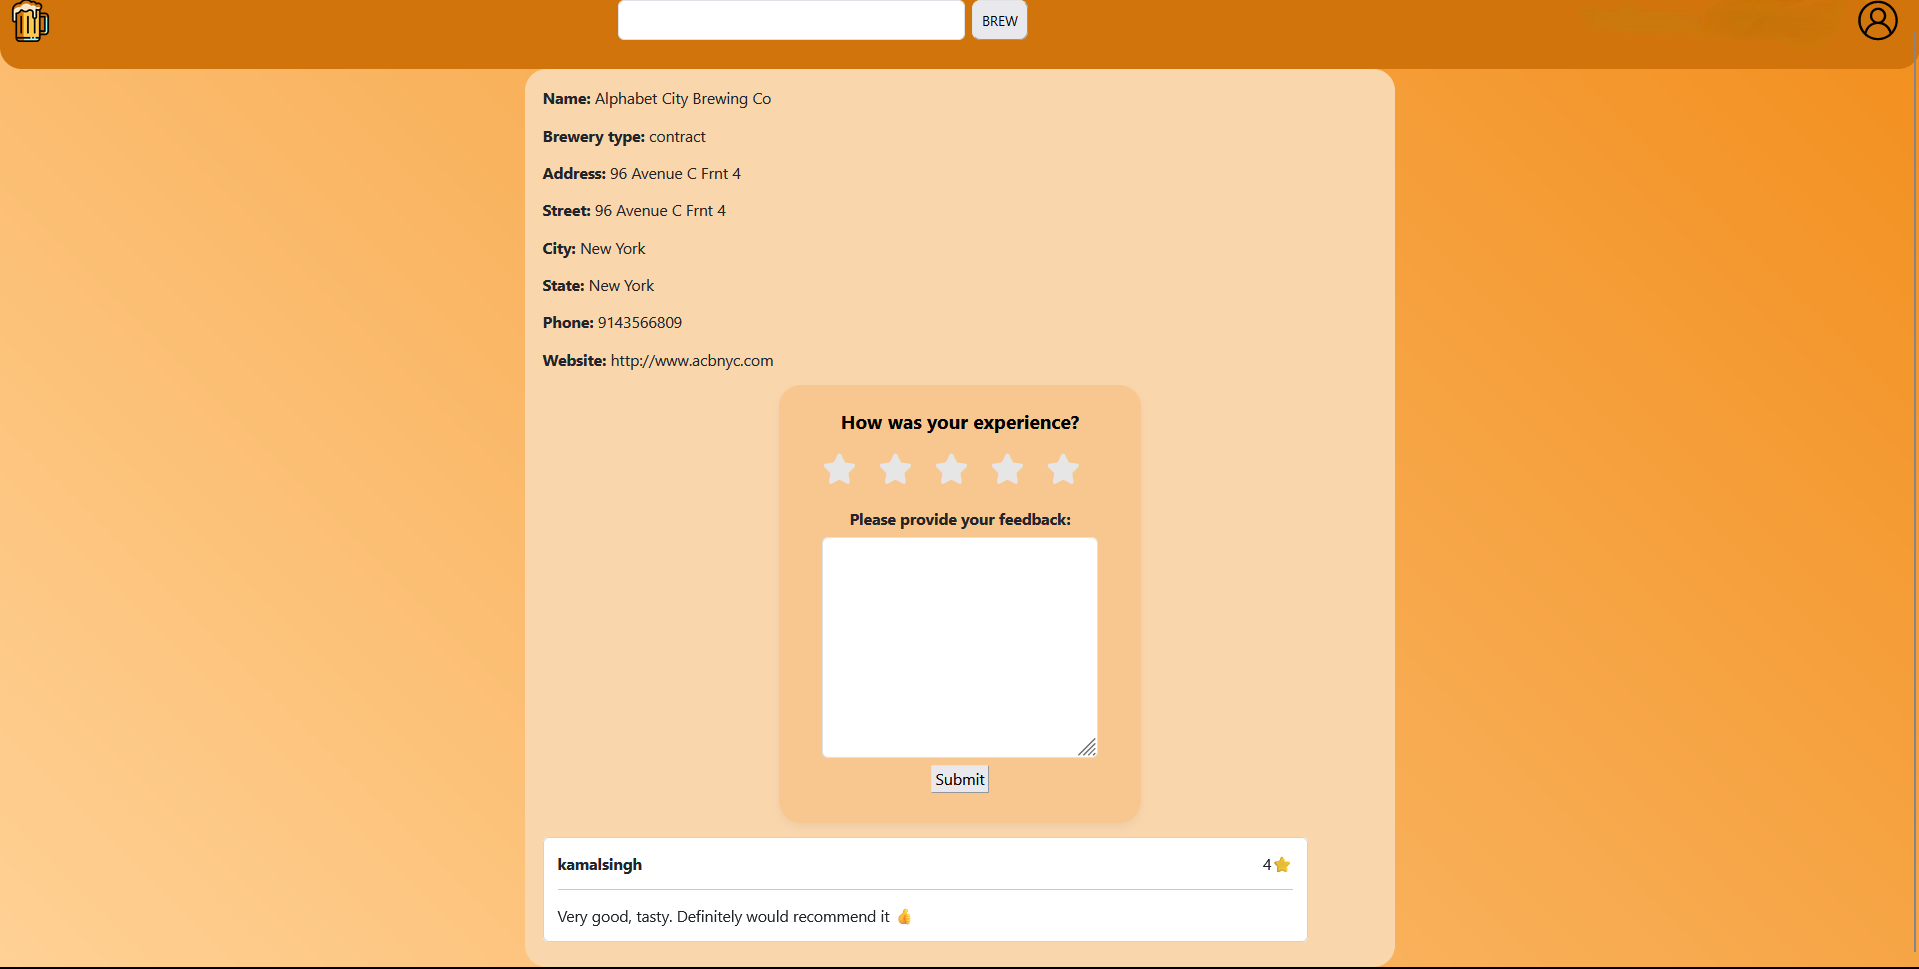 BREW
Name: Alphabet City Brewing Co
Brewery type: contract
Address: 96 Avenue C Frnt 4
Street: 96 Avenue C Frnt 4
City: New York
State: New York
Phone: 9143566809
Website: http://www.acbnyc.com
How was your experience?
Please provide your feedback:
Submit
kamalsingh 4⭐
Very good, tasty. Definitely would recommend it 👍